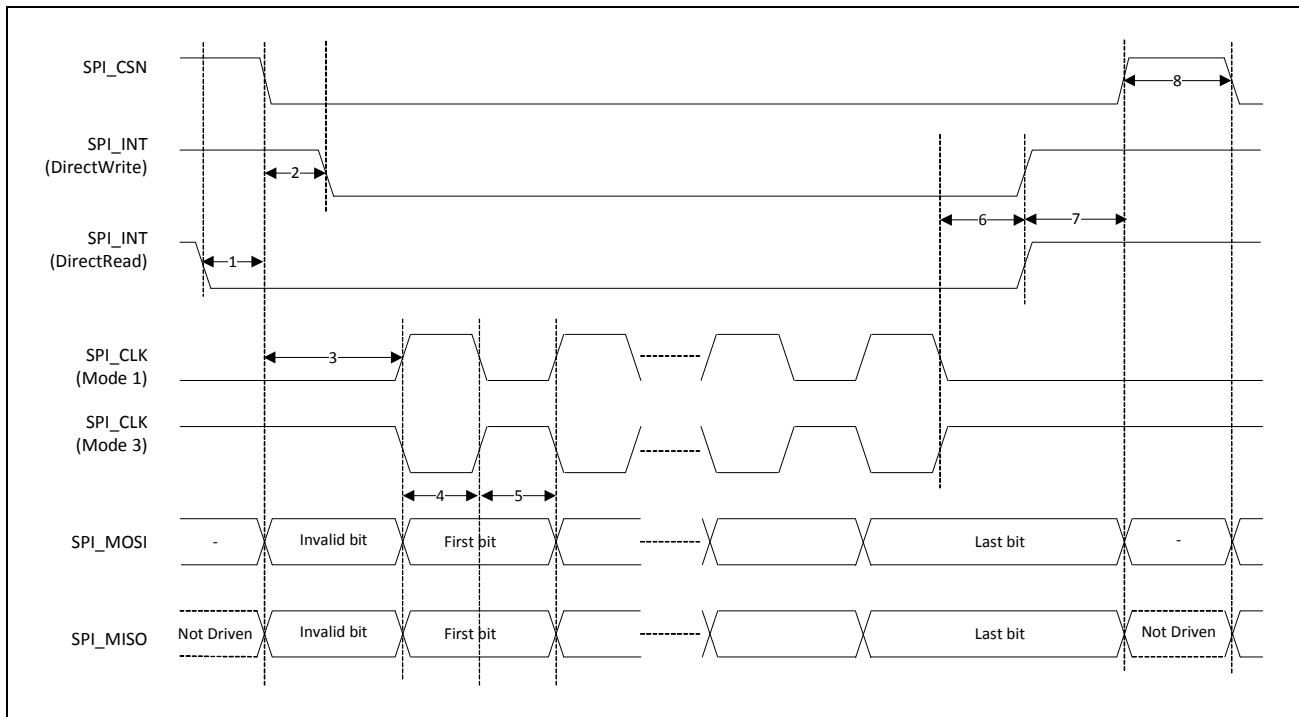 SPI_CSN
8
SPI_INT
(DirectWrite)
2
6
7
SPI_INT
(DirectRead)
1
SPI_CLK
(Mode 1)
3
SPI_CLK
(Mode 3)
4
5
SPI_MOSI
-
Invalid bit
First bit
Last bit
-
SPI_MISO
Not Driven
Invalid bit
First bit
Last bit
Not Driven